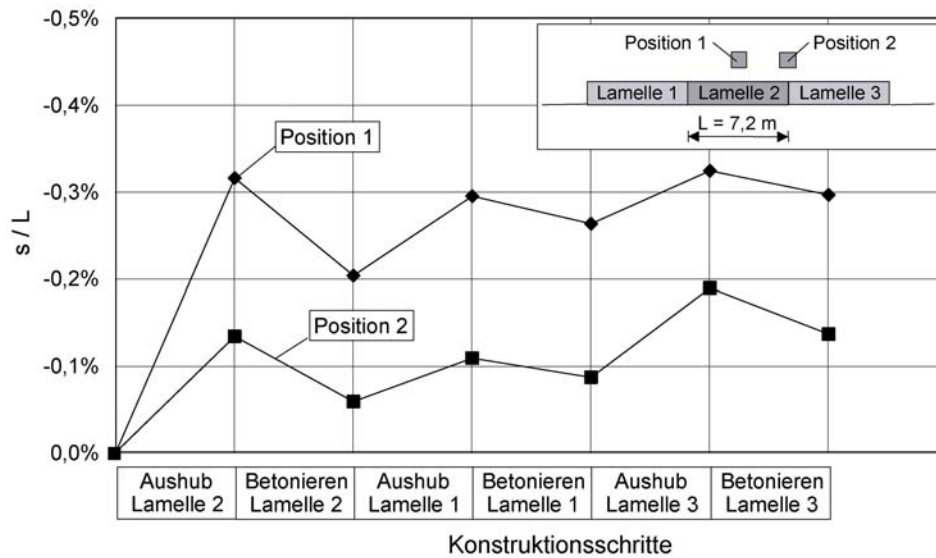 -0,5%
-0,4%
-0,3%
-0,2%
-0,1%
0,0%
s / L
Position 1
Position 2
Position 1
Position 2
Lamelle 1
Lamelle 2
Lamelle 3
L = 7,2 m
Aushub
Lamelle 2
Betonieren
Lamelle 2
Aushub
Lamelle 1
Betonieren
Lamelle 1
Aushub
Lamelle 3
Betonieren
Lamelle 3
Konstruktionsschritte